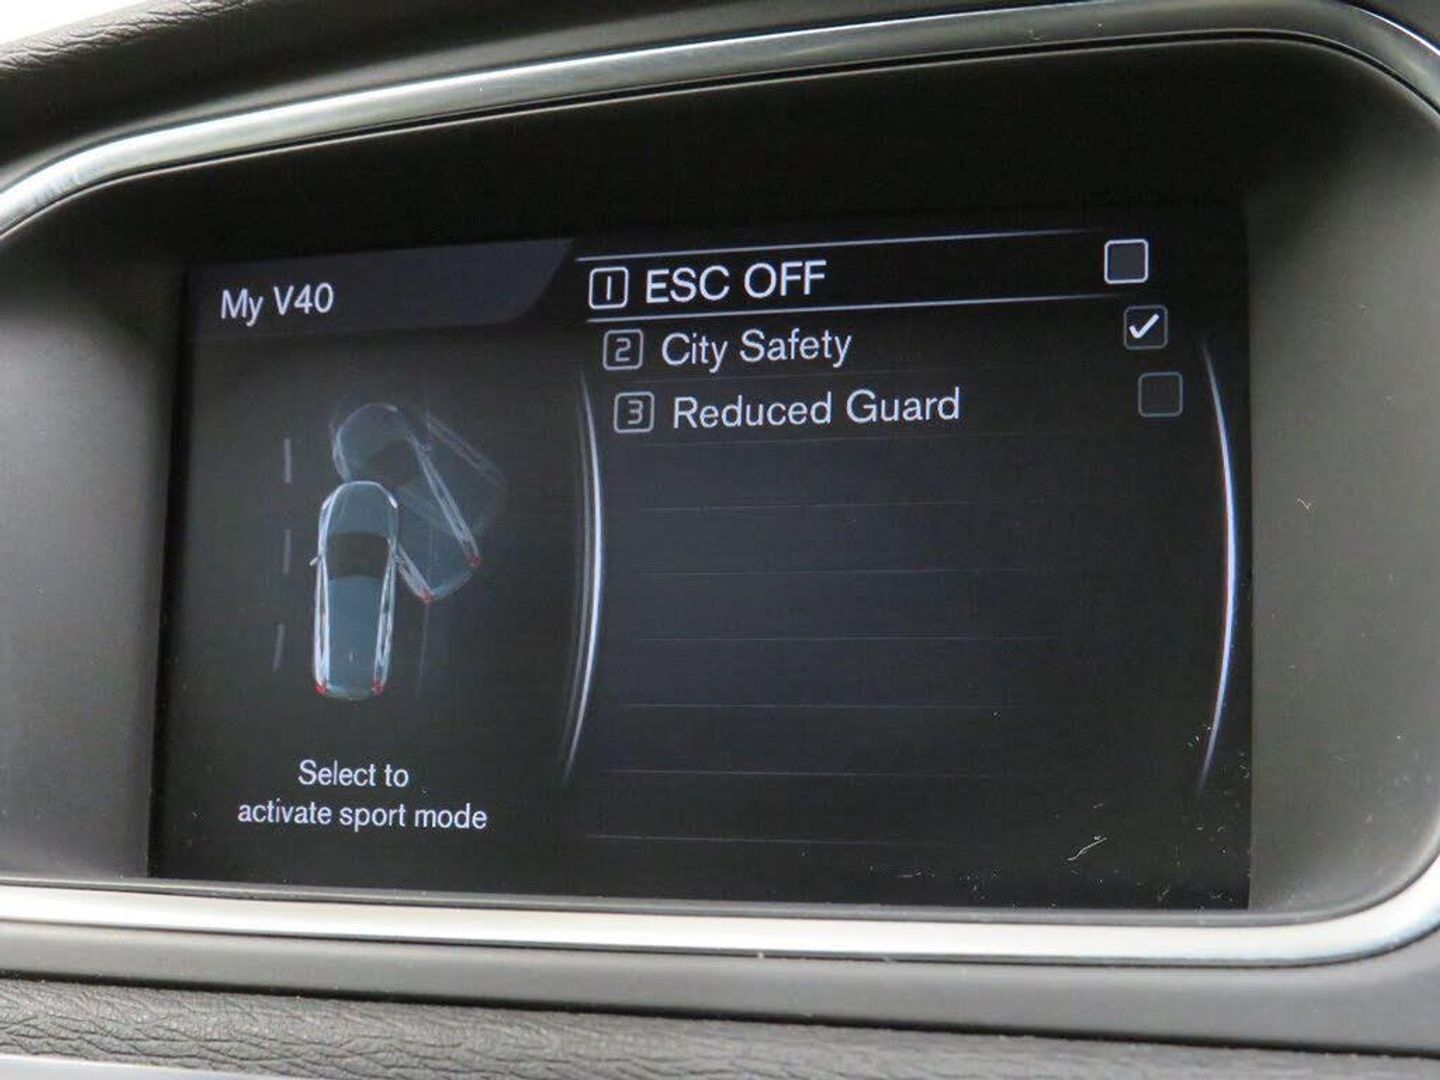 My V40
1 ESC OFF
2 City Safety
3 Reduced Guard
Select to
activate sport mode